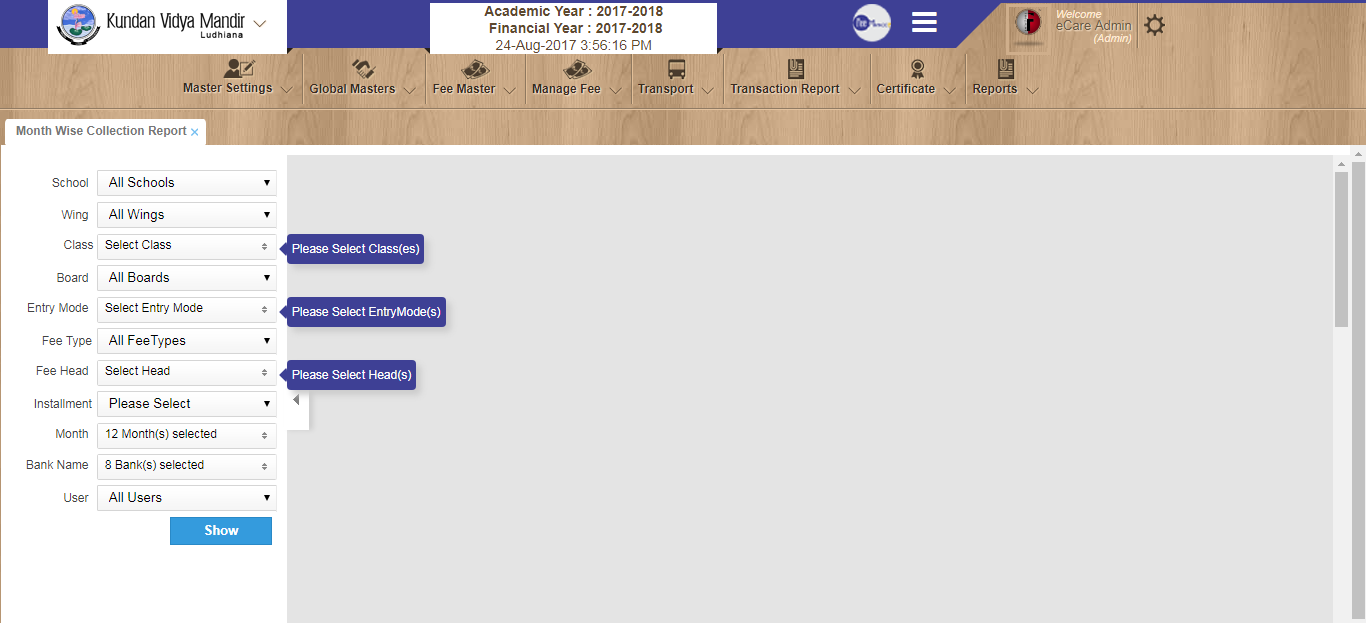 Kundan Vidya Mandir
Ludhiana
Academic Year : 2017-2018
Financial Year : 2017-2018
24-Aug-2017 3:56:16 PM
Welcome
eCare Admin
(Admin)
Master Settings
Global Masters
Fee Master
Manage Fee
Transport
Transaction Report
Certificate
Reports
Month Wise Collection Report ×
School All Schools
Wing All Wings
Class Select Class Please Select Class(es)
Board All Boards
Entry Mode Select Entry Mode Please Select EntryMode(s)
Fee Type All FeeTypes
Fee Head Select Head Please Select Head(s)
Installment Please Select
Month 12 Month(s) selected
Bank Name 8 Bank(s) selected
User All Users
Show